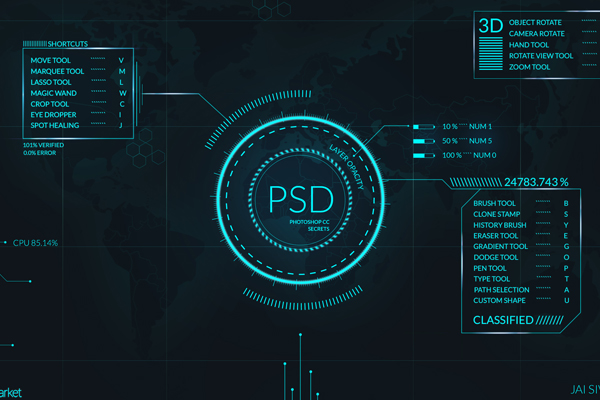 SHORTCUTS
MOVE TOOL V
MARQUEE TOOL M
LASSO TOOL L
MAGIC WAND W
CROP TOOL C
EYE DROPPER I
SPOT HEALING J
101% VERIFIED
0.0% ERROR
3D
OBJECT ROTATE
CAMERA ROTATE
HAND TOOL
ROTATE VIEW TOOL
ZOOM TOOL
LAYER OPACITY
PSD
PHOTOSHOP CC
SECRETS
10 % NUM 1
50 % NUM 5
100 % NUM 0
24783.743 %
BRUSH TOOL B
CLONE STAMP S
HISTORY BRUSH Y
ERASER TOOL E
GRADIENT TOOL G
DODGE TOOL O
PEN TOOL P
TYPE TOOL T
PATH SELECTION A
CUSTOM SHAPE U
CLASSIFIED ////////
CPU 85.14%
arket
JAI SIV